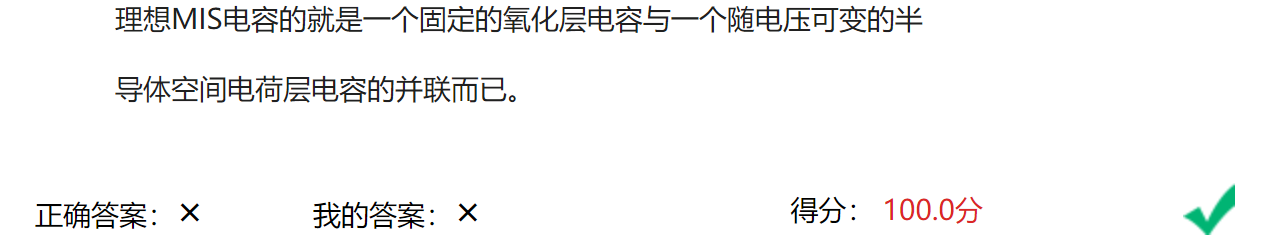 理想MIS电容的就是一个固定的氧化层电容与一个随电压可变的半
导体空间电荷层电容的并联而已。
正确答案：× 我的答案：× 得分： 100.0分